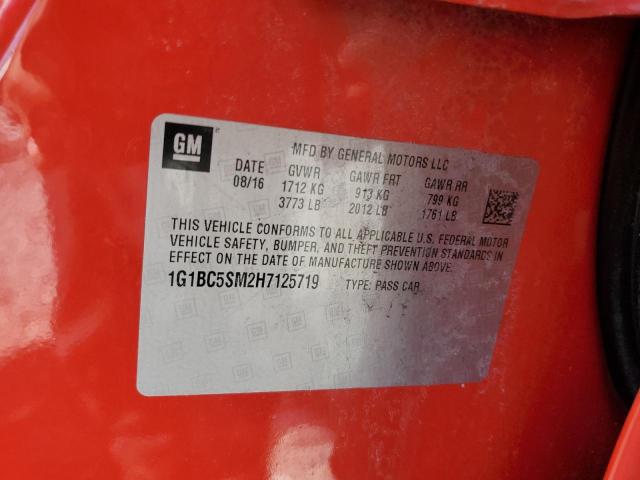 GM
MFD BY GENERAL MOTORS LLC
DATE GVWR GAWR FRT GAWR RR
08/16 1712 KG 913 KG 799 KG
3773 LB 2012 LB 1761 LB
THIS VEHICLE CONFORMS TO ALL APPLICABLE U.S. FEDERAL MOTOR
VEHICLE SAFETY, BUMPER, AND THEFT PREVENTION STANDARDS IN
EFFECT ON THE DATE OF MANUFACTURE SHOWN ABOVE.
1G1BC5SM2H7125719 TYPE: PASS CAR